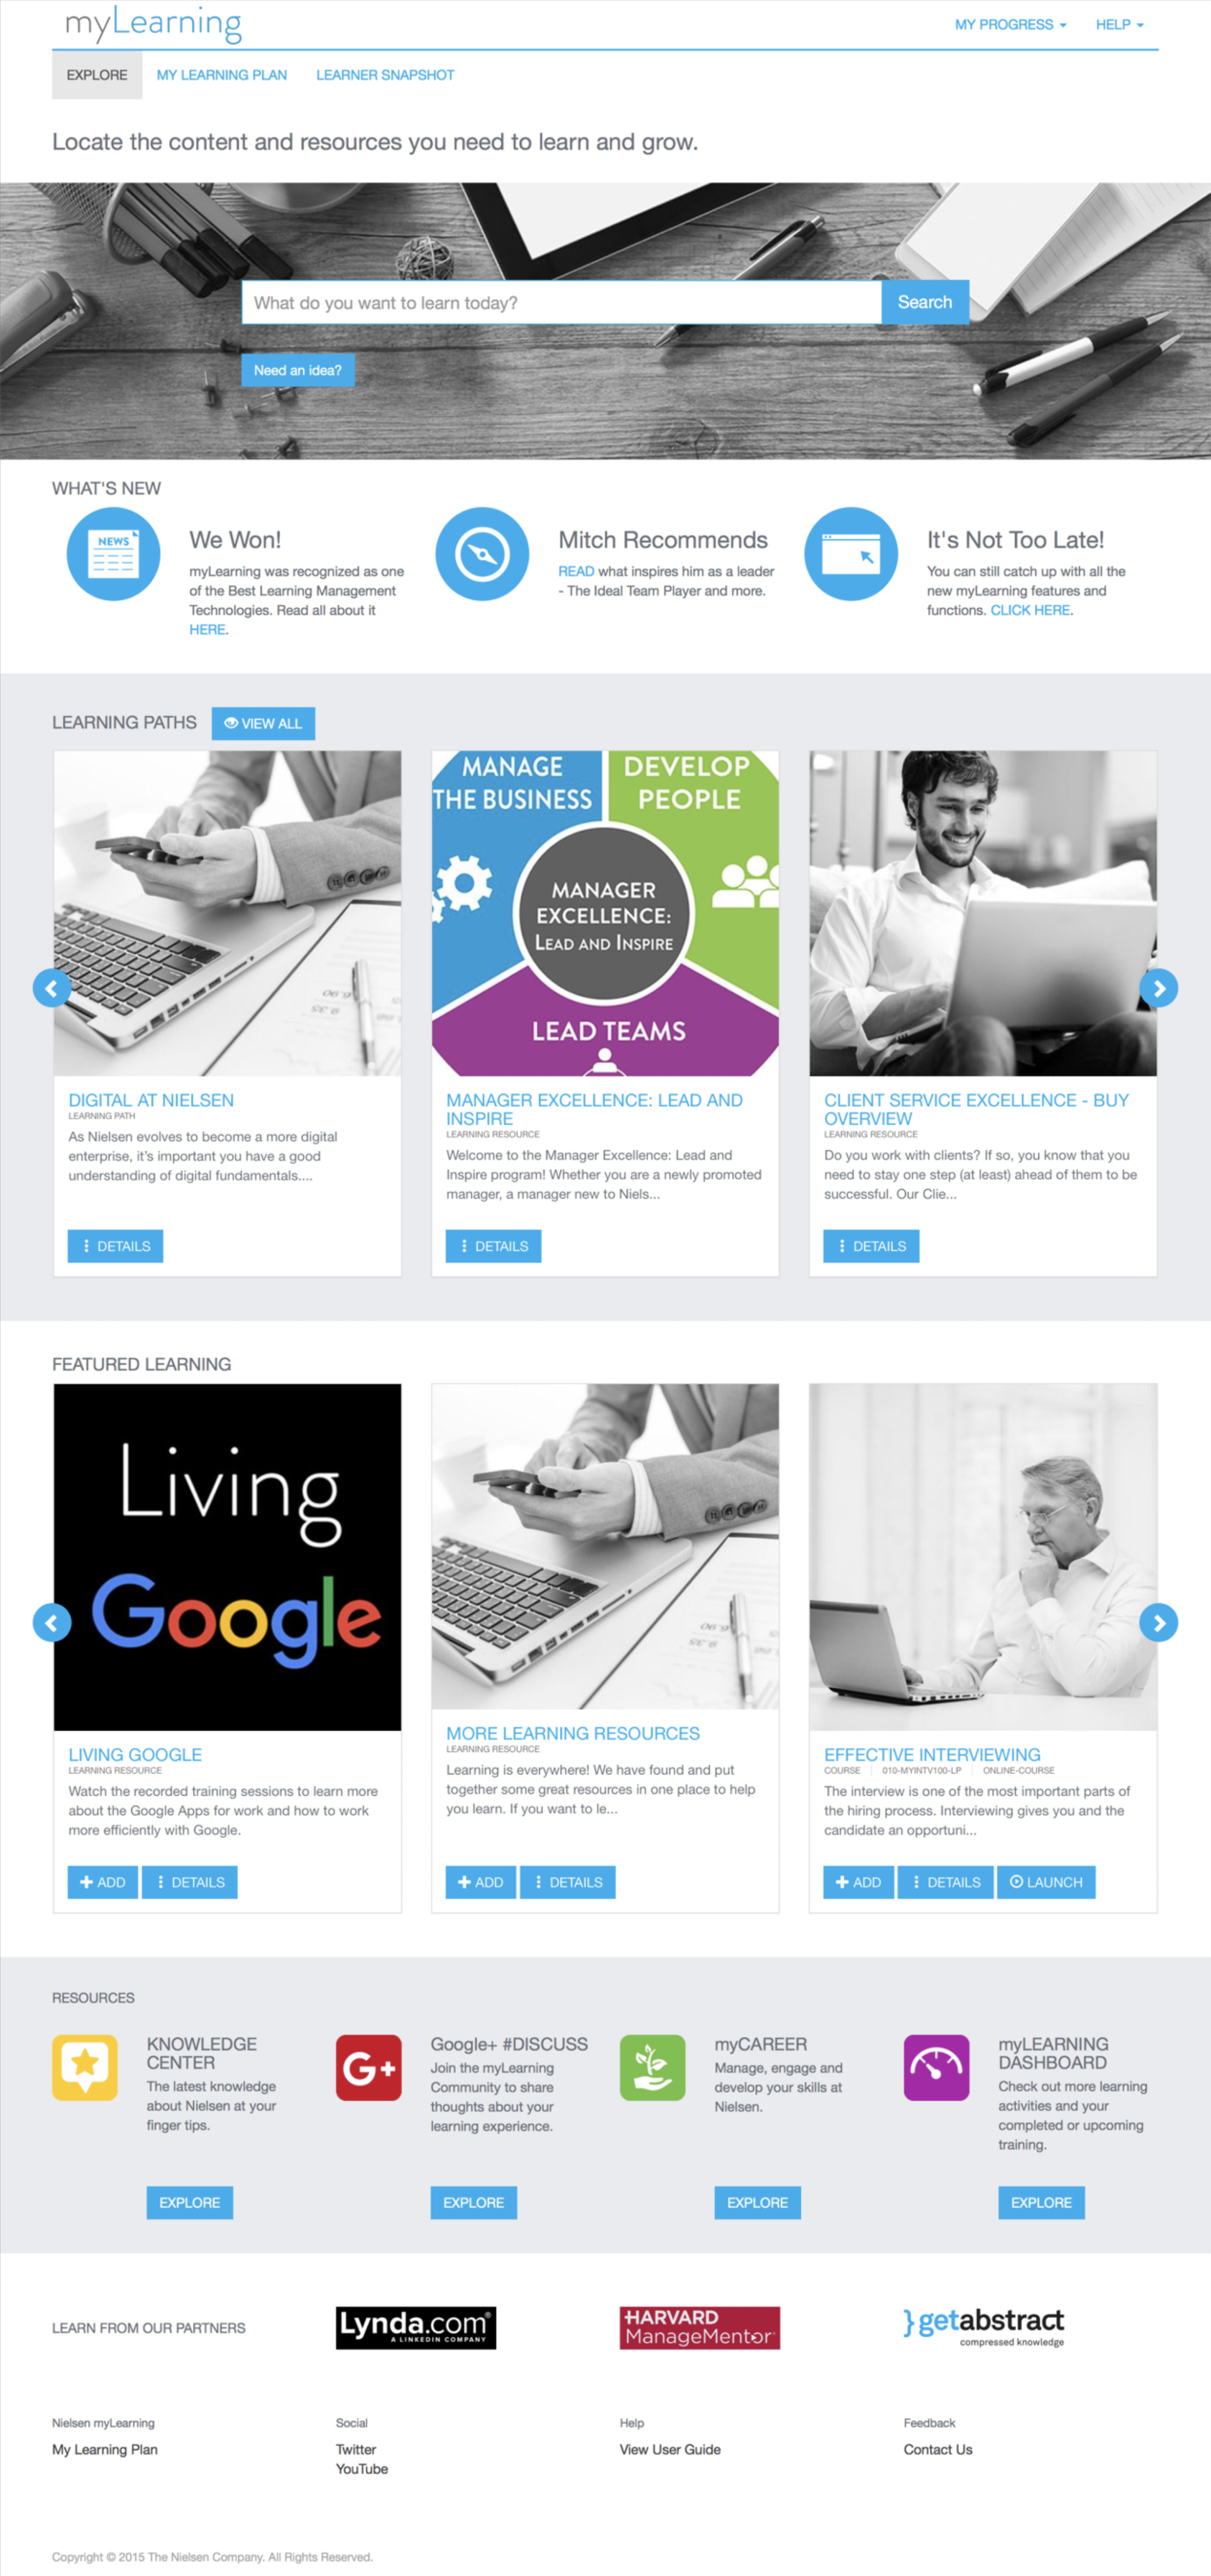 myLearning
MY PROGRESS
HELP
EXPLORE
MY LEARNING PLAN
LEARNER SNAPSHOT
Locate the content and resources you need to learn and grow.
What do you want to learn today?
Search
Need an idea?
WHAT'S NEW
NEWS
We Won!
myLearning was recognized as one
of the Best Learning Management
Technologies. Read all about it
HERE.
Mitch Recommends
READ what inspires him as a leader
- The Ideal Team Player and more.
It's Not Too Late!
You can still catch up with all the
new myLearning features and
functions. CLICK HERE.
LEARNING PATHS
VIEW ALL
DIGITAL AT NIELSEN
LEARNING PATH
As Nielsen evolves to become a more digital
enterprise, it's important you have a good
understanding of digital fundamentals....
DETAILS
MANAGE
THE BUSINESS
DEVELOP
PEOPLE
MANAGER
EXCELLENCE:
LEAD AND INSPIRE
LEAD TEAMS
MANAGER EXCELLENCE: LEAD AND
INSPIRE
LEARNING RESOURCE
Welcome to the Manager Excellence: Lead and
Inspire program! Whether you are a newly promoted
manager, a manager new to Niels...
DETAILS
CLIENT SERVICE EXCELLENCE - BUY
OVERVIEW
LEARNING RESOURCE
Do you work with clients? If so, you know that you
need to stay one step (at least) ahead of them to be
successful. Our Clie...
DETAILS
FEATURED LEARNING
Living
Google
LIVING GOOGLE
LEARNING RESOURCE
Watch the recorded training sessions to learn more
about the Google Apps for work and how to work
more efficiently with Google.
ADD
DETAILS
MORE LEARNING RESOURCES
LEARNING RESOURCE
Learning is everywhere! We have found and put
together some great resources in one place to help
you learn. If you want to le...
ADD
DETAILS
EFFECTIVE INTERVIEWING
COURSE 010-MYINTV100-LP ONLINE-COURSE
The interview is one of the most important parts of
the hiring process. Interviewing gives you and the
candidate an opportuni...
ADD
DETAILS
LAUNCH
RESOURCES
KNOWLEDGE
CENTER
The latest knowledge
about Nielsen at your
finger tips.
EXPLORE
G+
Google+ #DISCUSS
Join the myLearning
Community to share
thoughts about your
learning experience.
EXPLORE
myCAREER
Manage, engage and
develop your skills at
Nielsen.
EXPLORE
myLEARNING
DASHBOARD
Check out more learning
activities and your
completed or upcoming
training.
EXPLORE
LEARN FROM OUR PARTNERS
Lynda.com®
A LINKEDIN COMPANY
HARVARD
ManageMentor
}getabstract
compressed knowledge
Nielsen myLearning
My Learning Plan
Social
Twitter
YouTube
Help
View User Guide
Feedback
Contact Us
Copyright © 2015 The Nielsen Company. All Rights Reserved.